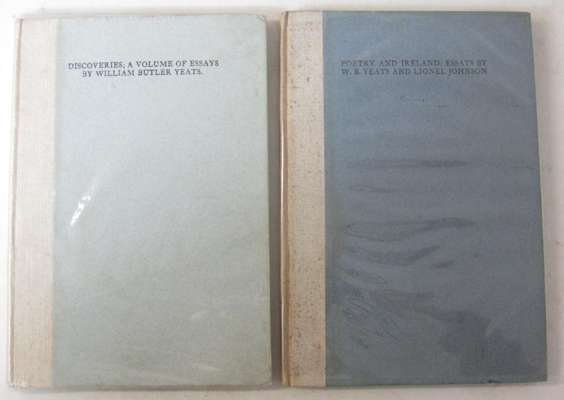 DISCOVERIES; A VOLUME OF ESSAYS
BY WILLIAM BUTLER YEATS.
POETRY AND IRELAND: ESSAYS BY
W. B. YEATS AND LIONEL JOHNSON